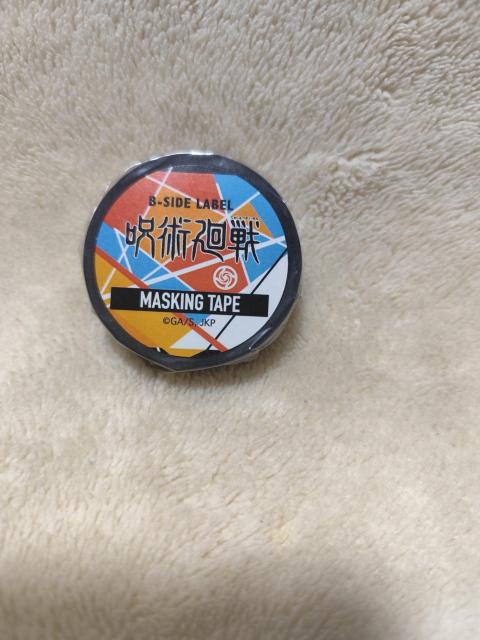 B-SIDE LABEL
呪術廻戦
MASKING TAPE
©GA/S, JKP